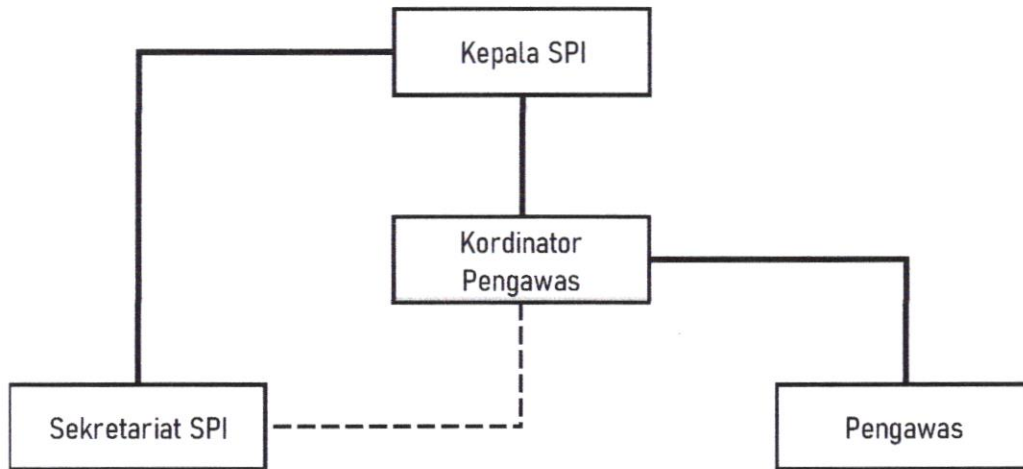 Kepala SPI
Kordinator
Pengawas
Sekretariat SPI
Pengawas